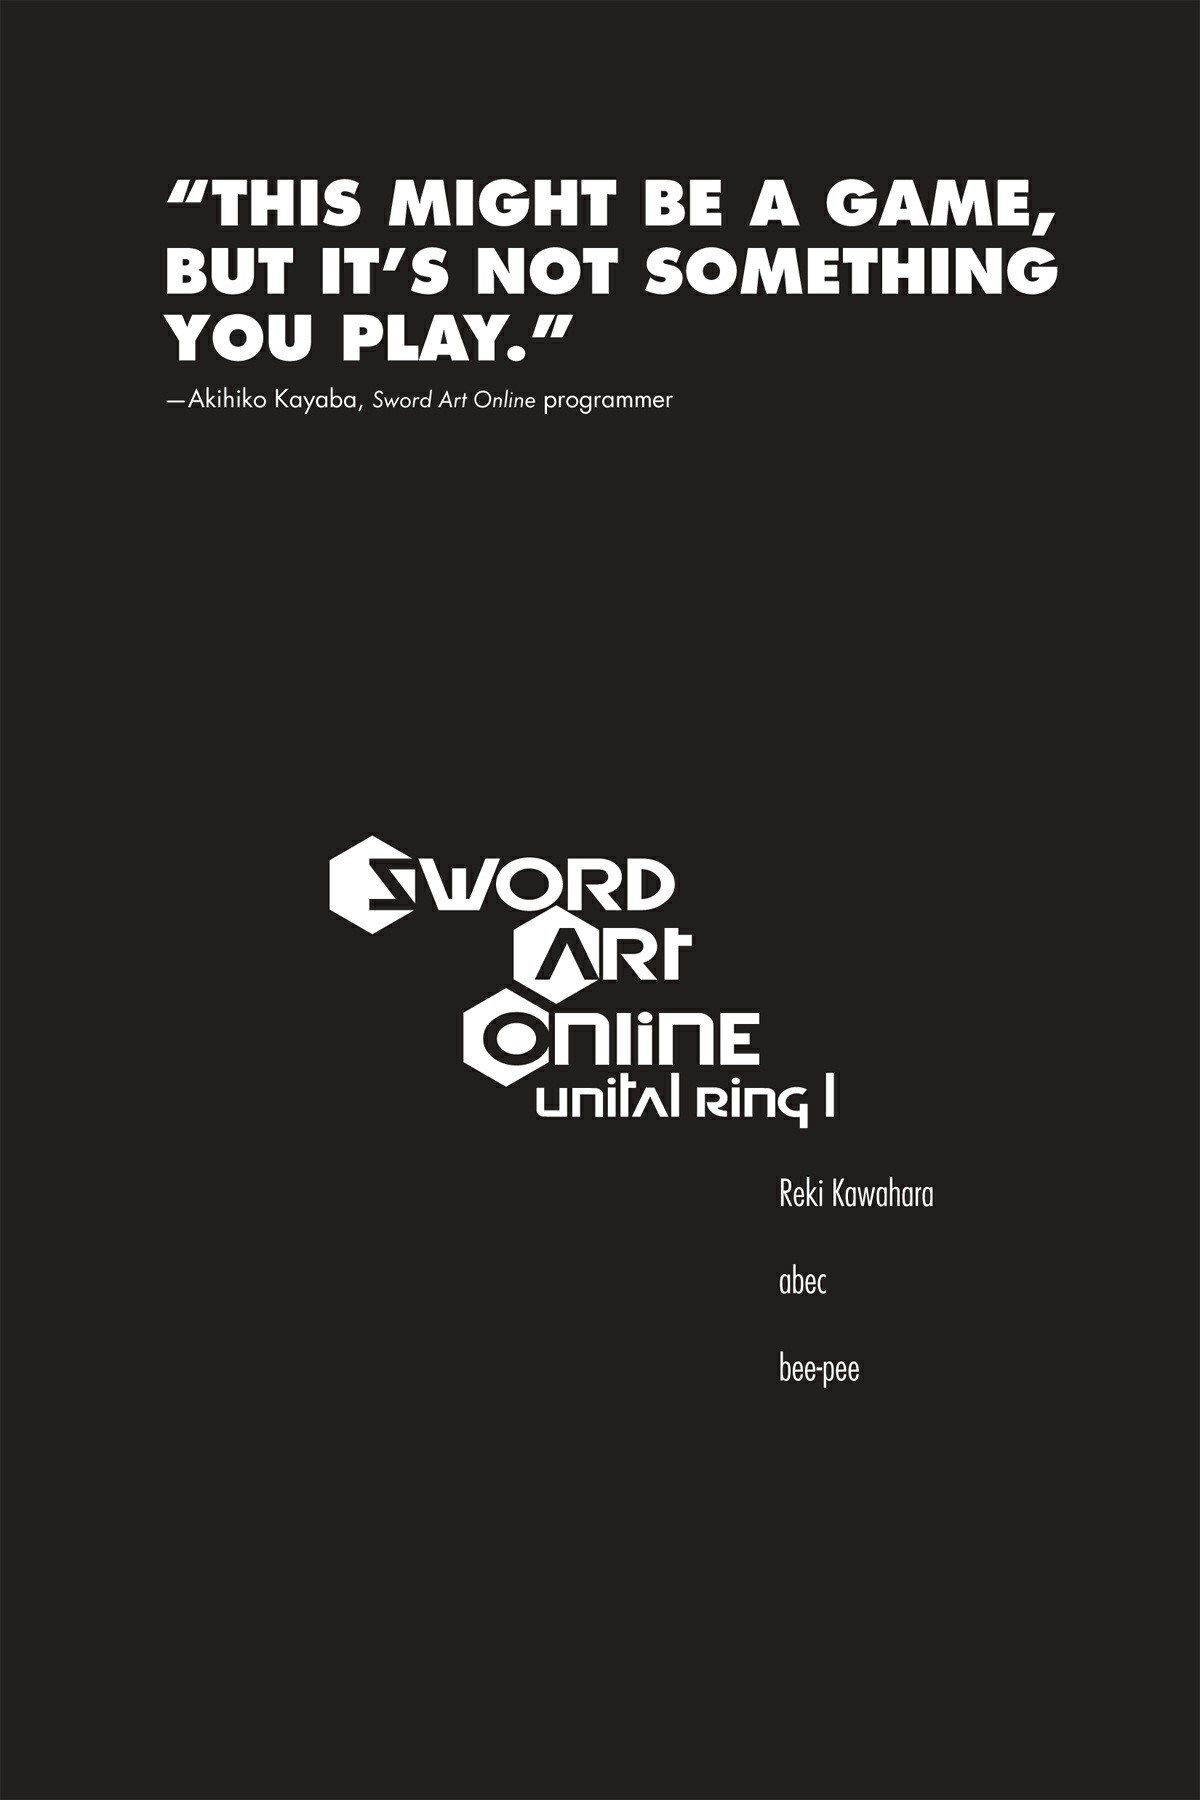 “THIS MIGHT BE A GAME,
BUT IT’S NOT SOMETHING
YOU PLAY.”
—Akihiko Kayaba, Sword Art Online programmer
SWORD
ART
ONLINE
UNITAL RING I
Reki Kawahara
abec
bee-pee